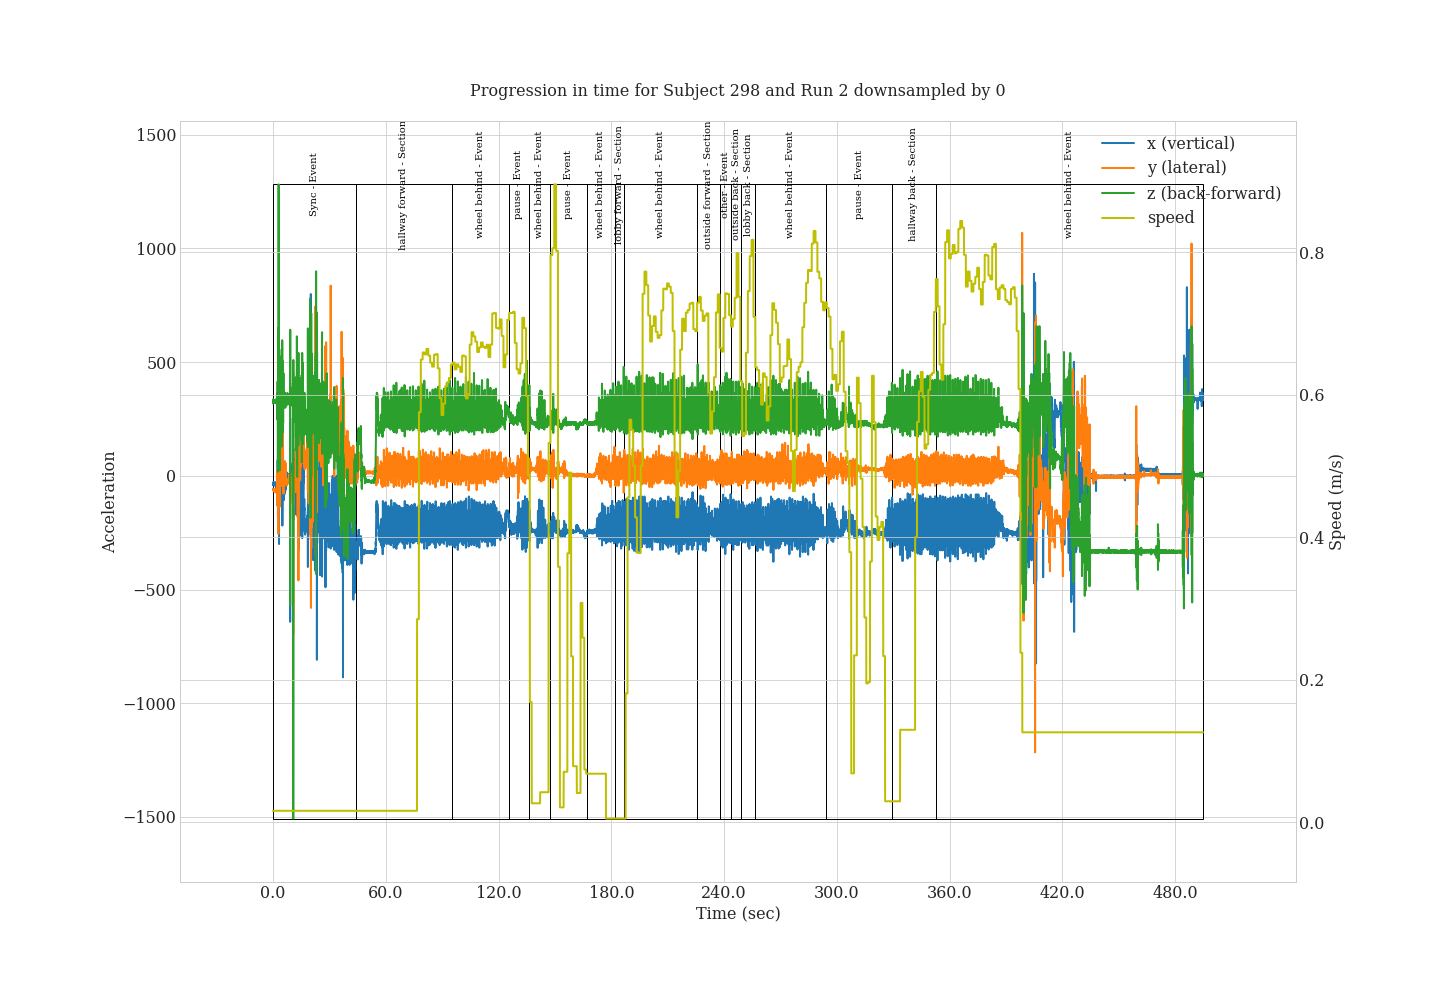 Progression in time for Subject 298 and Run 2 downsampled by 0
1500
1000
500
0
−500
−1000
−1500
Acceleration
Sync - Event
hallway forward - Section
wheel behind - Event
pause - Event
wheel behind - Event
pause - Event
wheel behind - Event
lobby forward - Section
wheel behind - Event
outside forward - Section
other - Event
outside back - Section
lobby back - Section
wheel behind - Event
pause - Event
hallway back - Section
wheel behind - Event
x (vertical)
y (lateral)
z (back-forward)
speed
0.8
0.6
0.4
0.2
0.0
Speed (m/s)
0.0 60.0 120.0 180.0 240.0 300.0 360.0 420.0 480.0
Time (sec)